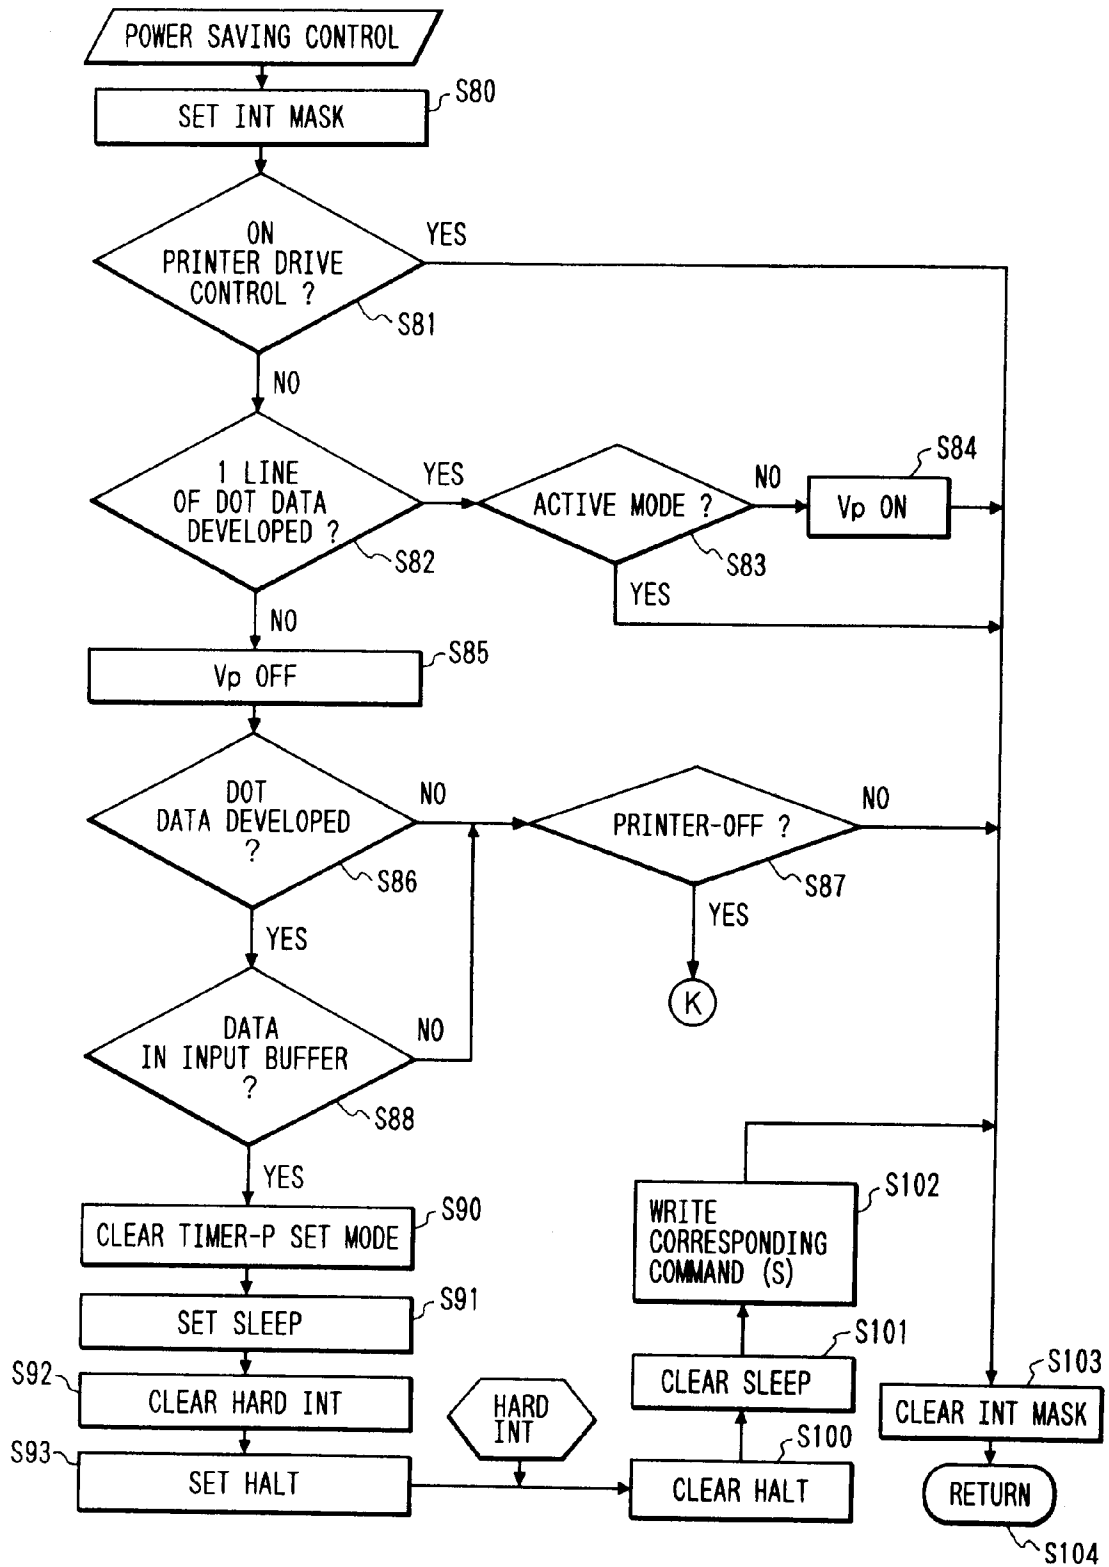 POWER SAVING CONTROL
S80
SET INT MASK
ON
PRINTER DRIVE
CONTROL ?
YES
S81
NO
1 LINE
OF DOT DATA
DEVELOPED ?
YES
S82
ACTIVE MODE ?
NO
S83
YES
S84
Vp ON
NO
S85
Vp OFF
DOT
DATA DEVELOPED
?
NO
S86
PRINTER-OFF ?
NO
S87
YES
K
YES
DATA
IN INPUT BUFFER
?
NO
S88
YES
S90
CLEAR TIMER-P SET MODE
S91
SET SLEEP
S92
CLEAR HARD INT
S93
SET HALT
HARD
INT
S100
CLEAR HALT
S101
CLEAR SLEEP
S102
WRITE
CORRESPONDING
COMMAND (S)
S103
CLEAR INT MASK
RETURN
S104